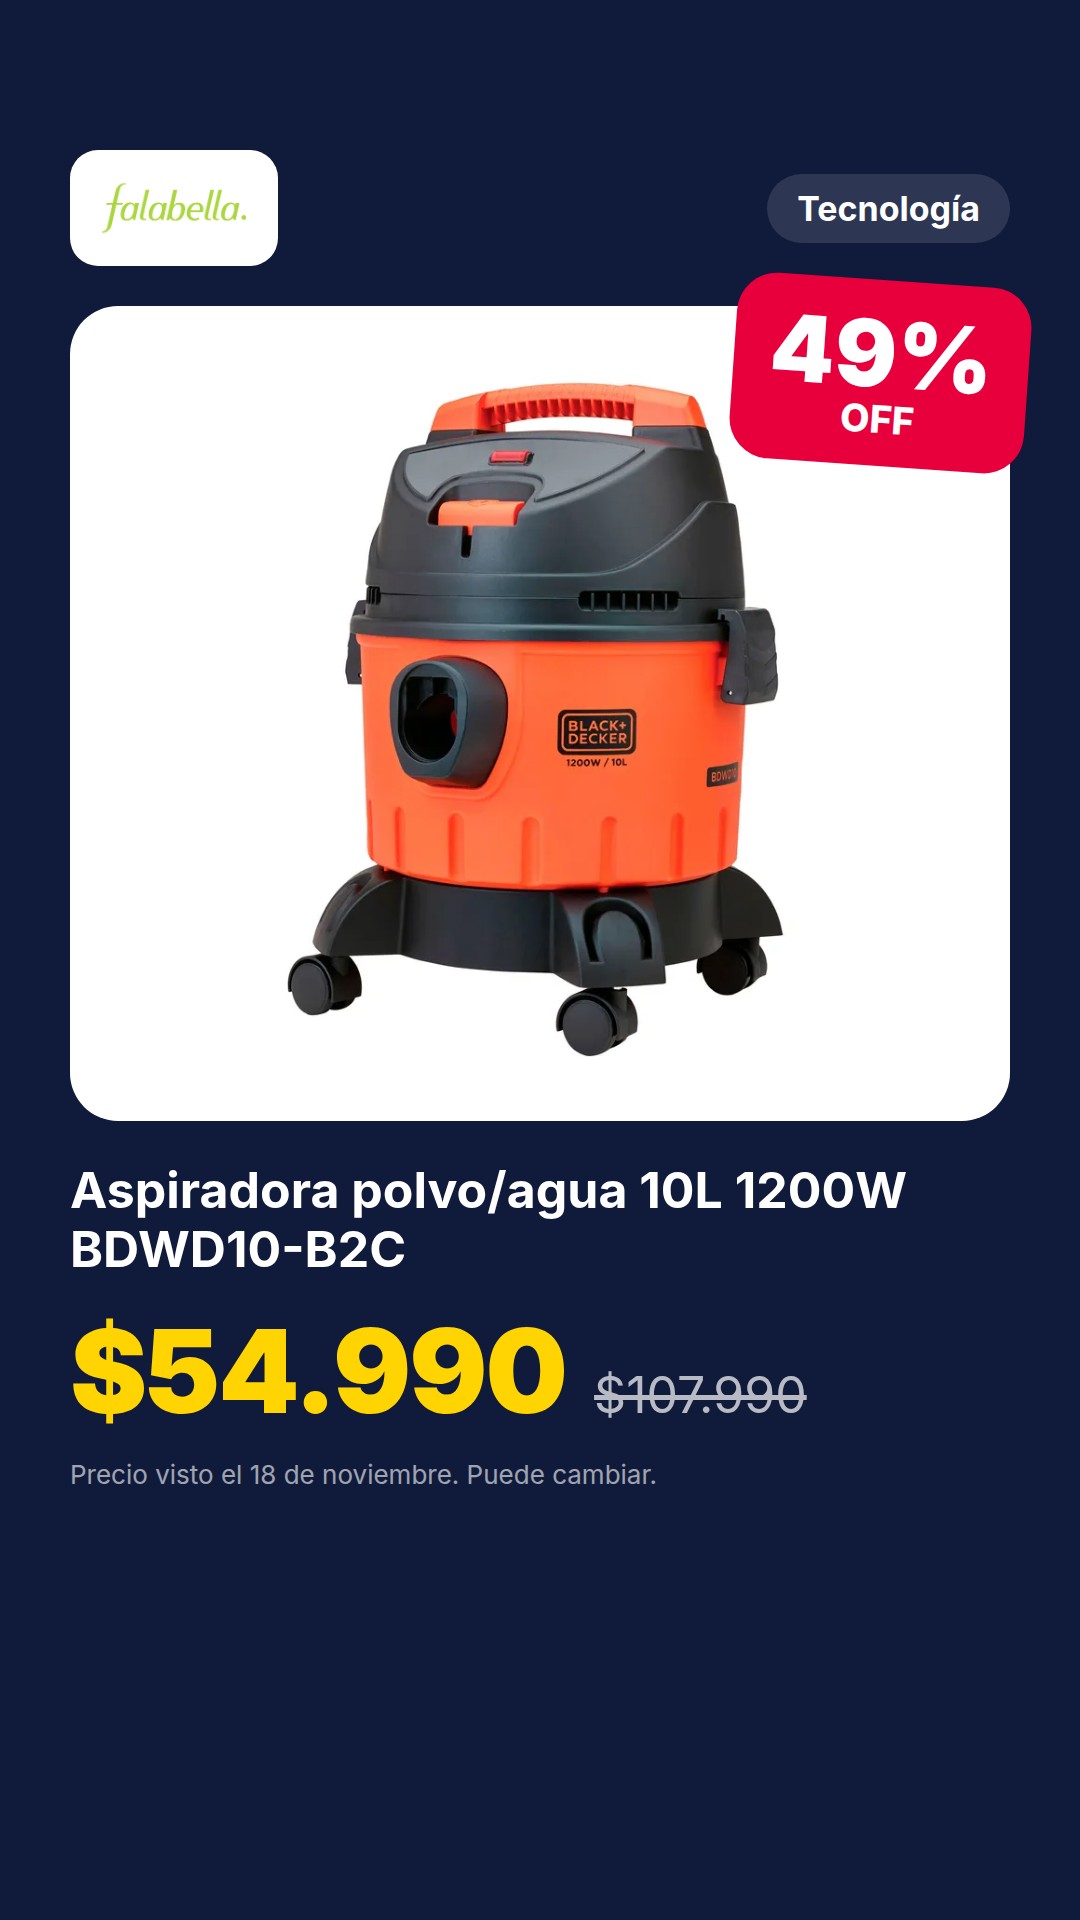 falabella.
Tecnología
49%
OFF
BLACK+
DECKER
1200W / 10L
BDWD10
Aspiradora polvo/agua 10L 1200W
BDWD10-B2C
$54.990 $107.990
Precio visto el 18 de noviembre. Puede cambiar.